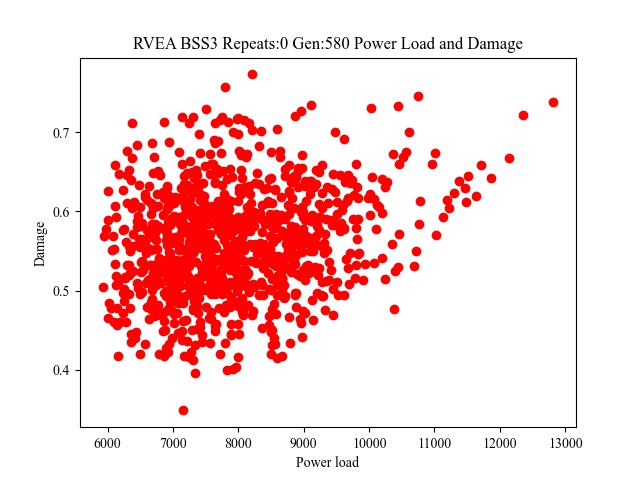 RVEA BSS3 Repeats:0 Gen:580 Power Load and Damage
Damage
0.7
0.6
0.5
0.4
6000 7000 8000 9000 10000 11000 12000 13000
Power load